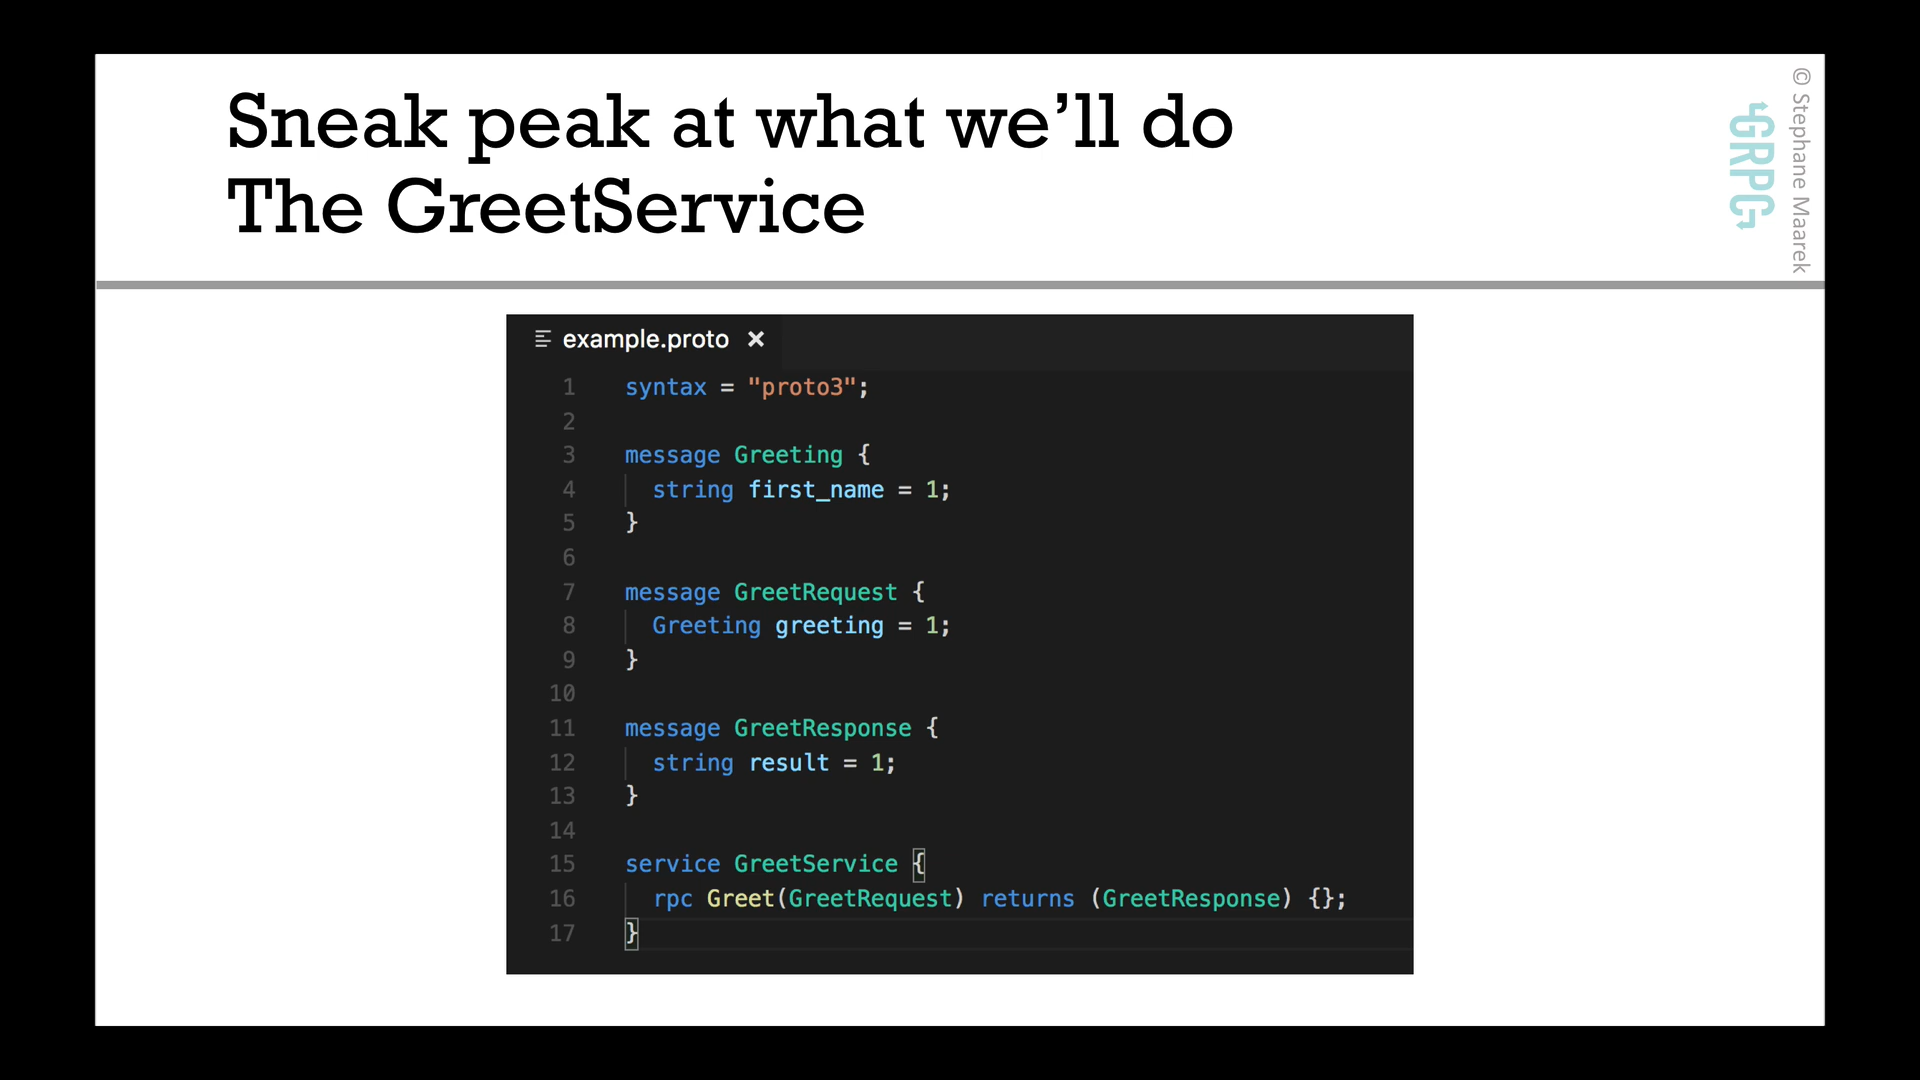 Sneak peak at what we’ll do
The GreetService
© Stephane Maarek
GRPC
example.proto ×
1 syntax = "proto3";
2
3 message Greeting {
4 string first_name = 1;
5 }
6
7 message GreetRequest {
8 Greeting greeting = 1;
9 }
10
11 message GreetResponse {
12 string result = 1;
13 }
14
15 service GreetService {
16 rpc Greet(GreetRequest) returns (GreetResponse) {};
17 }